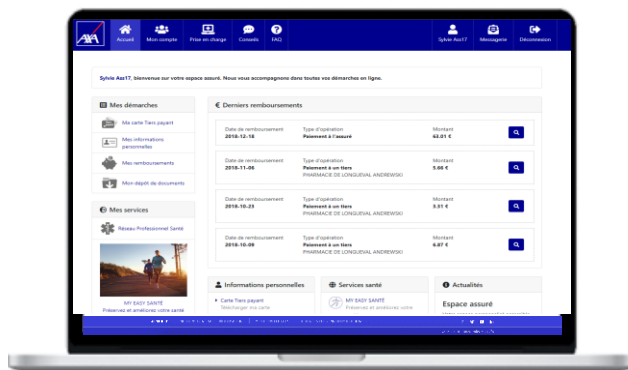 AXA
Accueil
Mon compte
Prise en charge
Conseils
FAQ
Sylvie Ass17
Messagerie
Déconnexion
Sylvie Ass17, bienvenue sur votre espace assuré. Nous vous accompagnons dans toutes vos démarches en ligne.
Mes démarches
Ma carte Tiers payant
Mes informations
personnelles
Mes remboursements
Mon dépôt de documents
Mes services
Réseau Professionnel Santé
MY EASY SANTÉ
Préservez et améliorez votre santé
€ Derniers remboursements
Date de remboursement Type d'opération Montant
2018-12-18 Paiement à l'assuré 63.01 €
Date de remboursement Type d'opération Montant
2018-11-06 Paiement à un tiers 5.66 €
PHARMACIE DE LONGUEVAL ANDREWSKI
Date de remboursement Type d'opération Montant
2018-10-23 Paiement à un tiers 3.31 €
PHARMACIE DE LONGUEVAL ANDREWSKI
Date de remboursement Type d'opération Montant
2018-10-09 Paiement à un tiers 6.87 €
PHARMACIE DE LONGUEVAL ANDREWSKI
Informations personnelles
Carte Tiers payant
Télécharger ma carte
Services santé
MY EASY SANTÉ
Préservez et améliorez votre
Actualités
Espace assuré